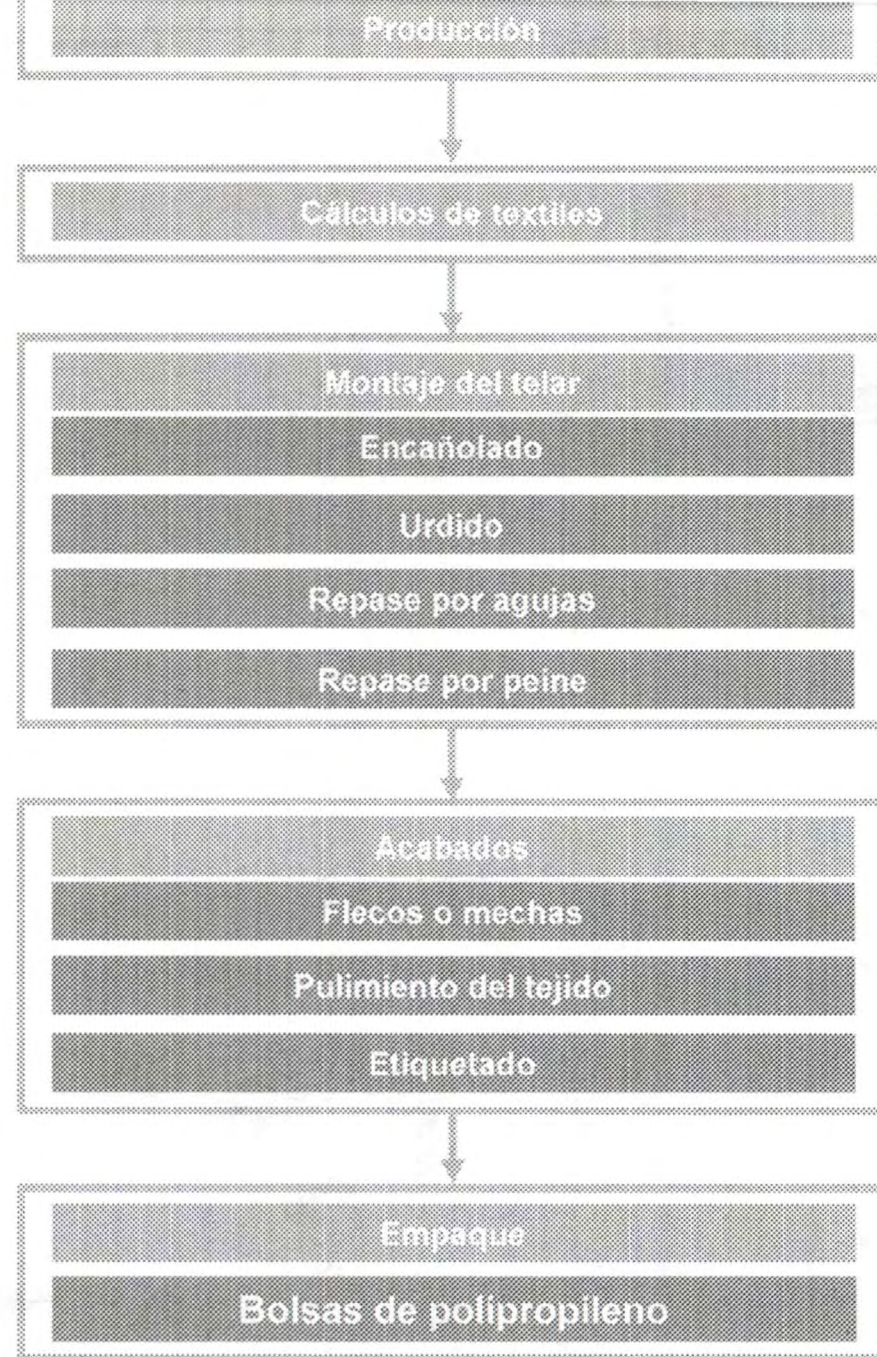 Producción
Cálculos de textiles
Montaje del telar
Encañolado
Urdido
Repase por agujas
Repase por peine
Acabados
Flecos o mechas
Pulimiento del tejido
Etiquetado
Empaque
Bolsas de polipropileno